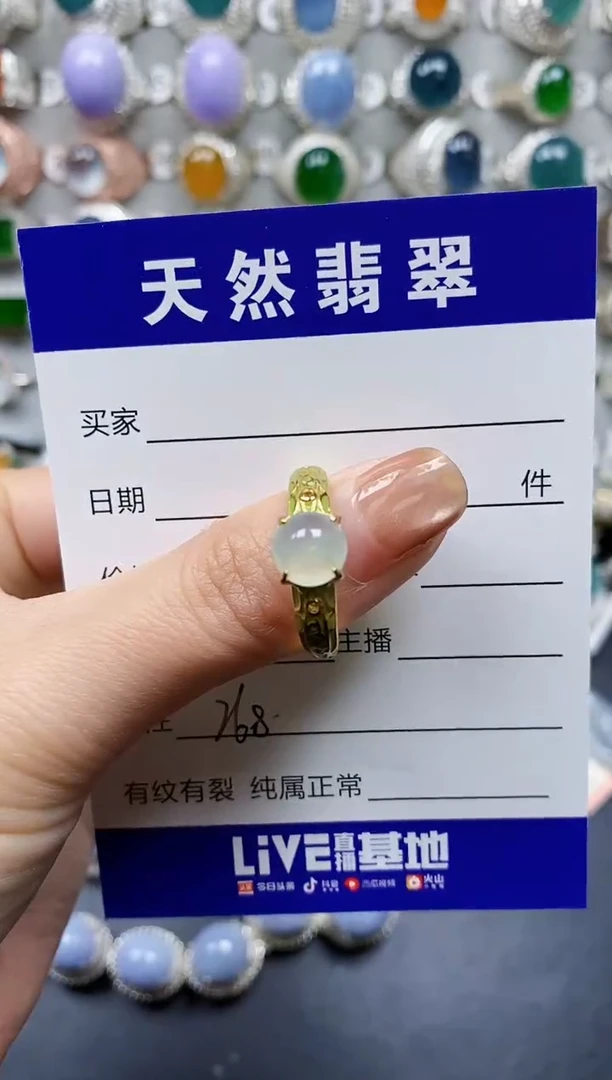 天然翡翠
买家
日期 件
主播
注 768
有纹有裂 纯属正常
LiVE直播基地
今日头条 抖音 西瓜视频 火山